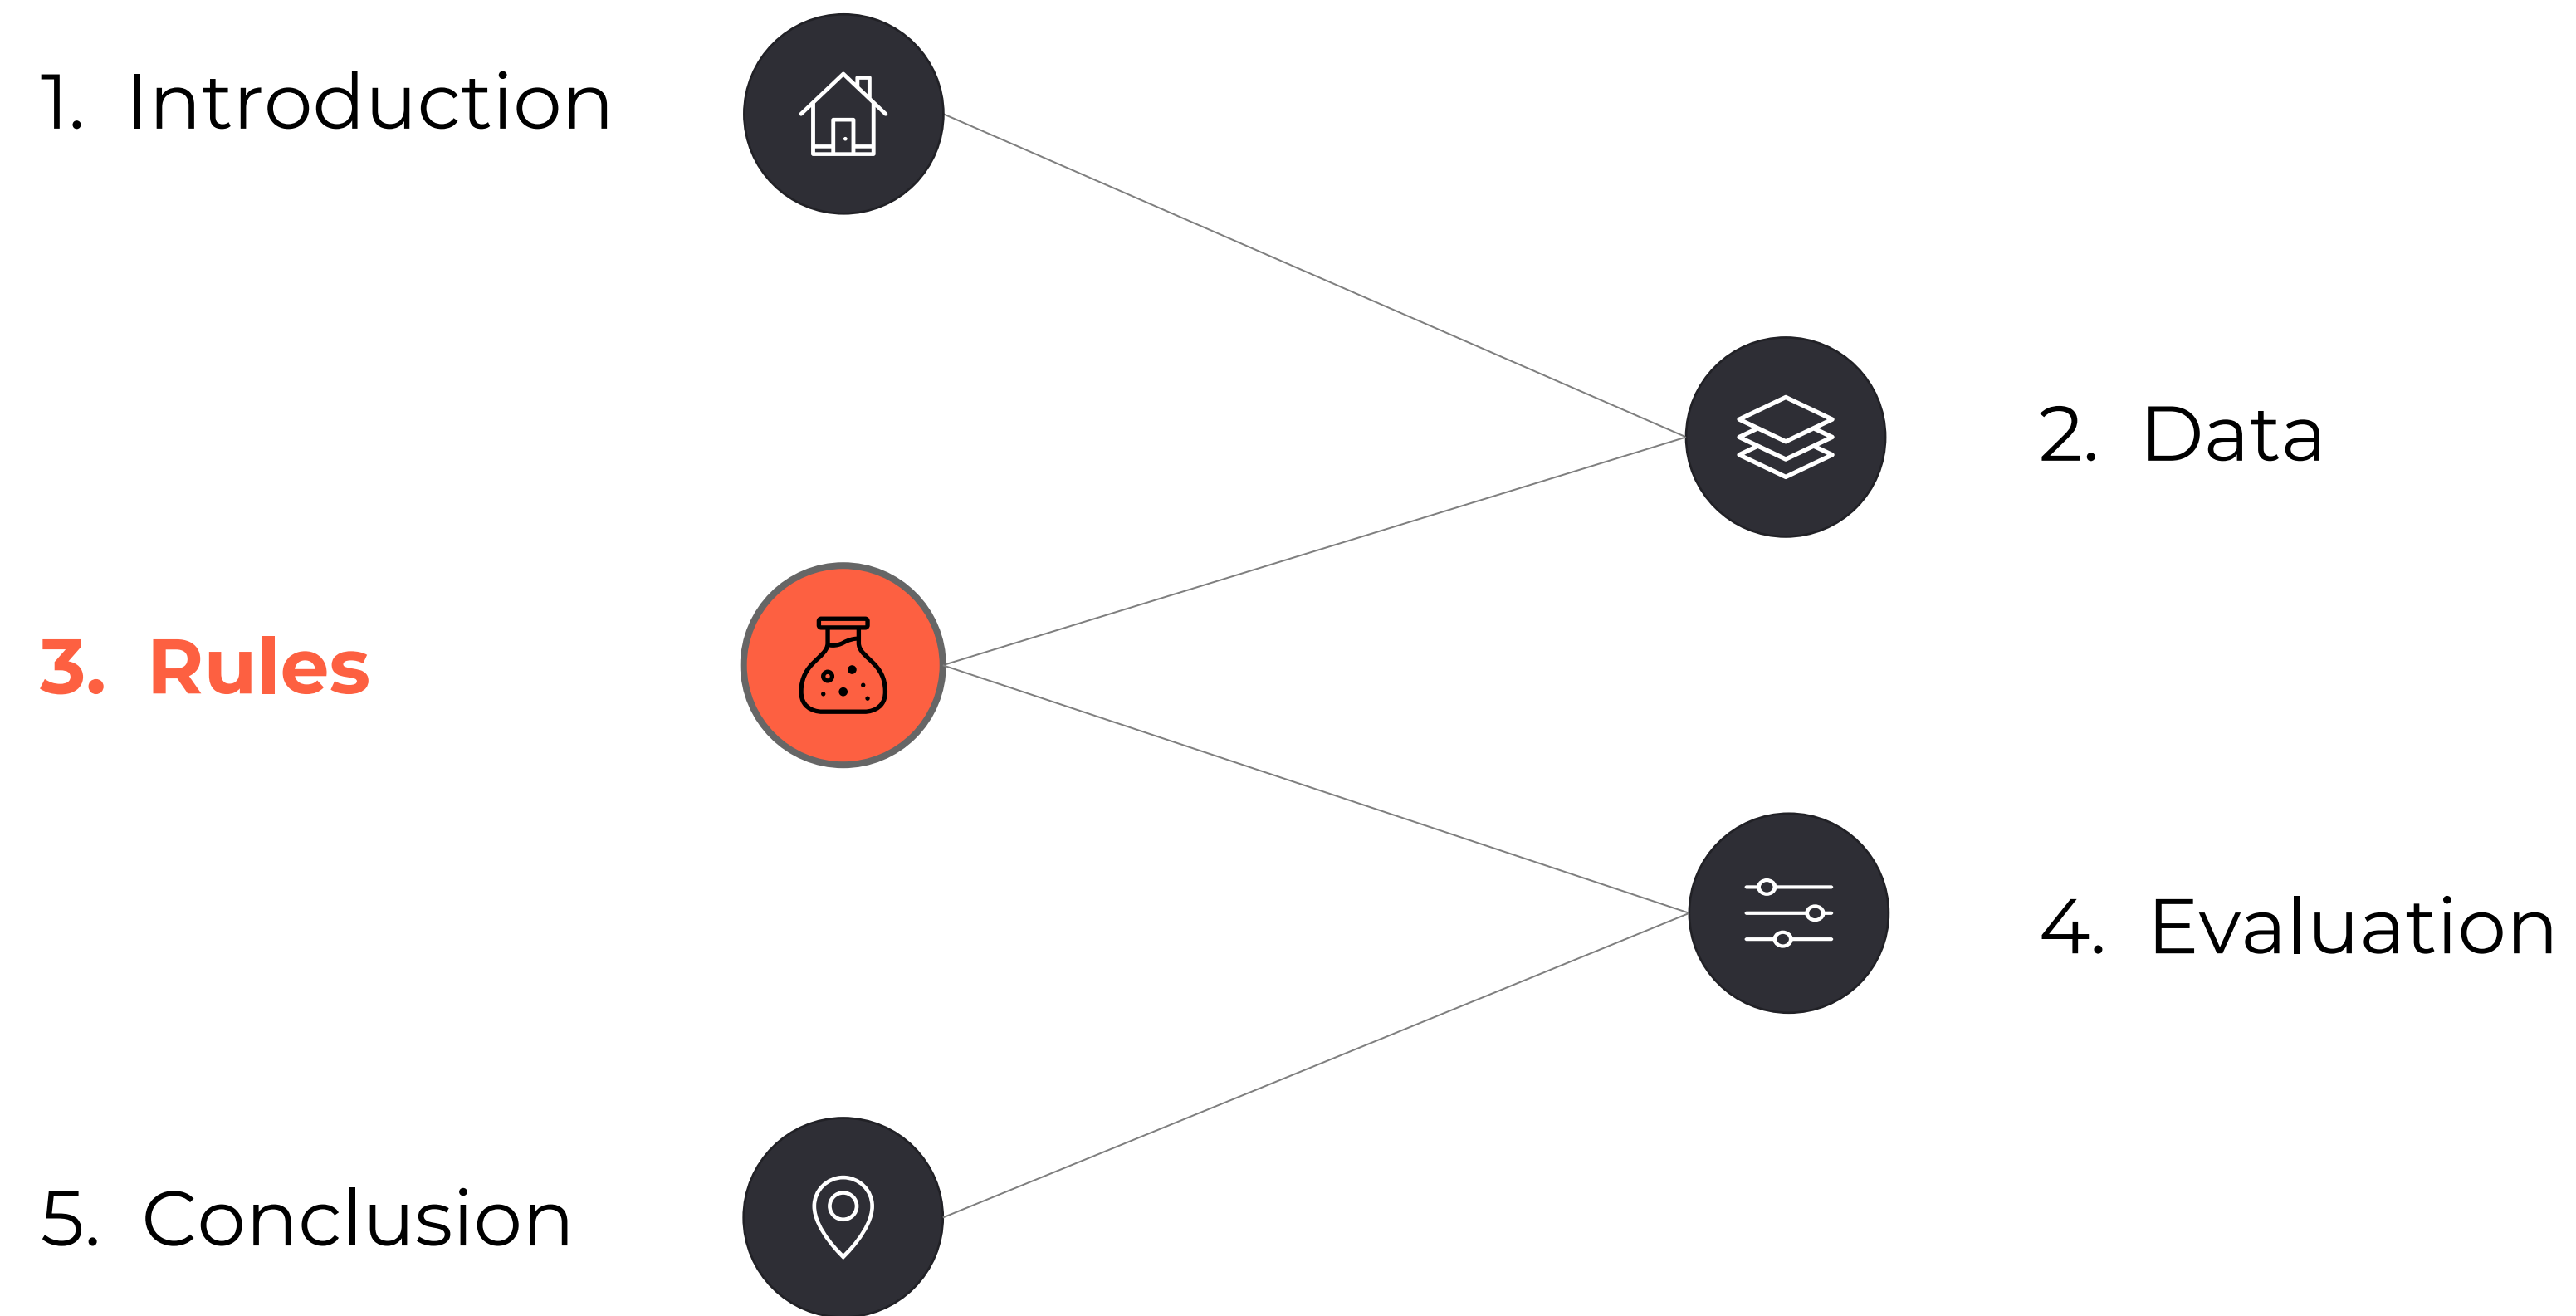 1. Introduction
2. Data
3. Rules
4. Evaluation
5. Conclusion